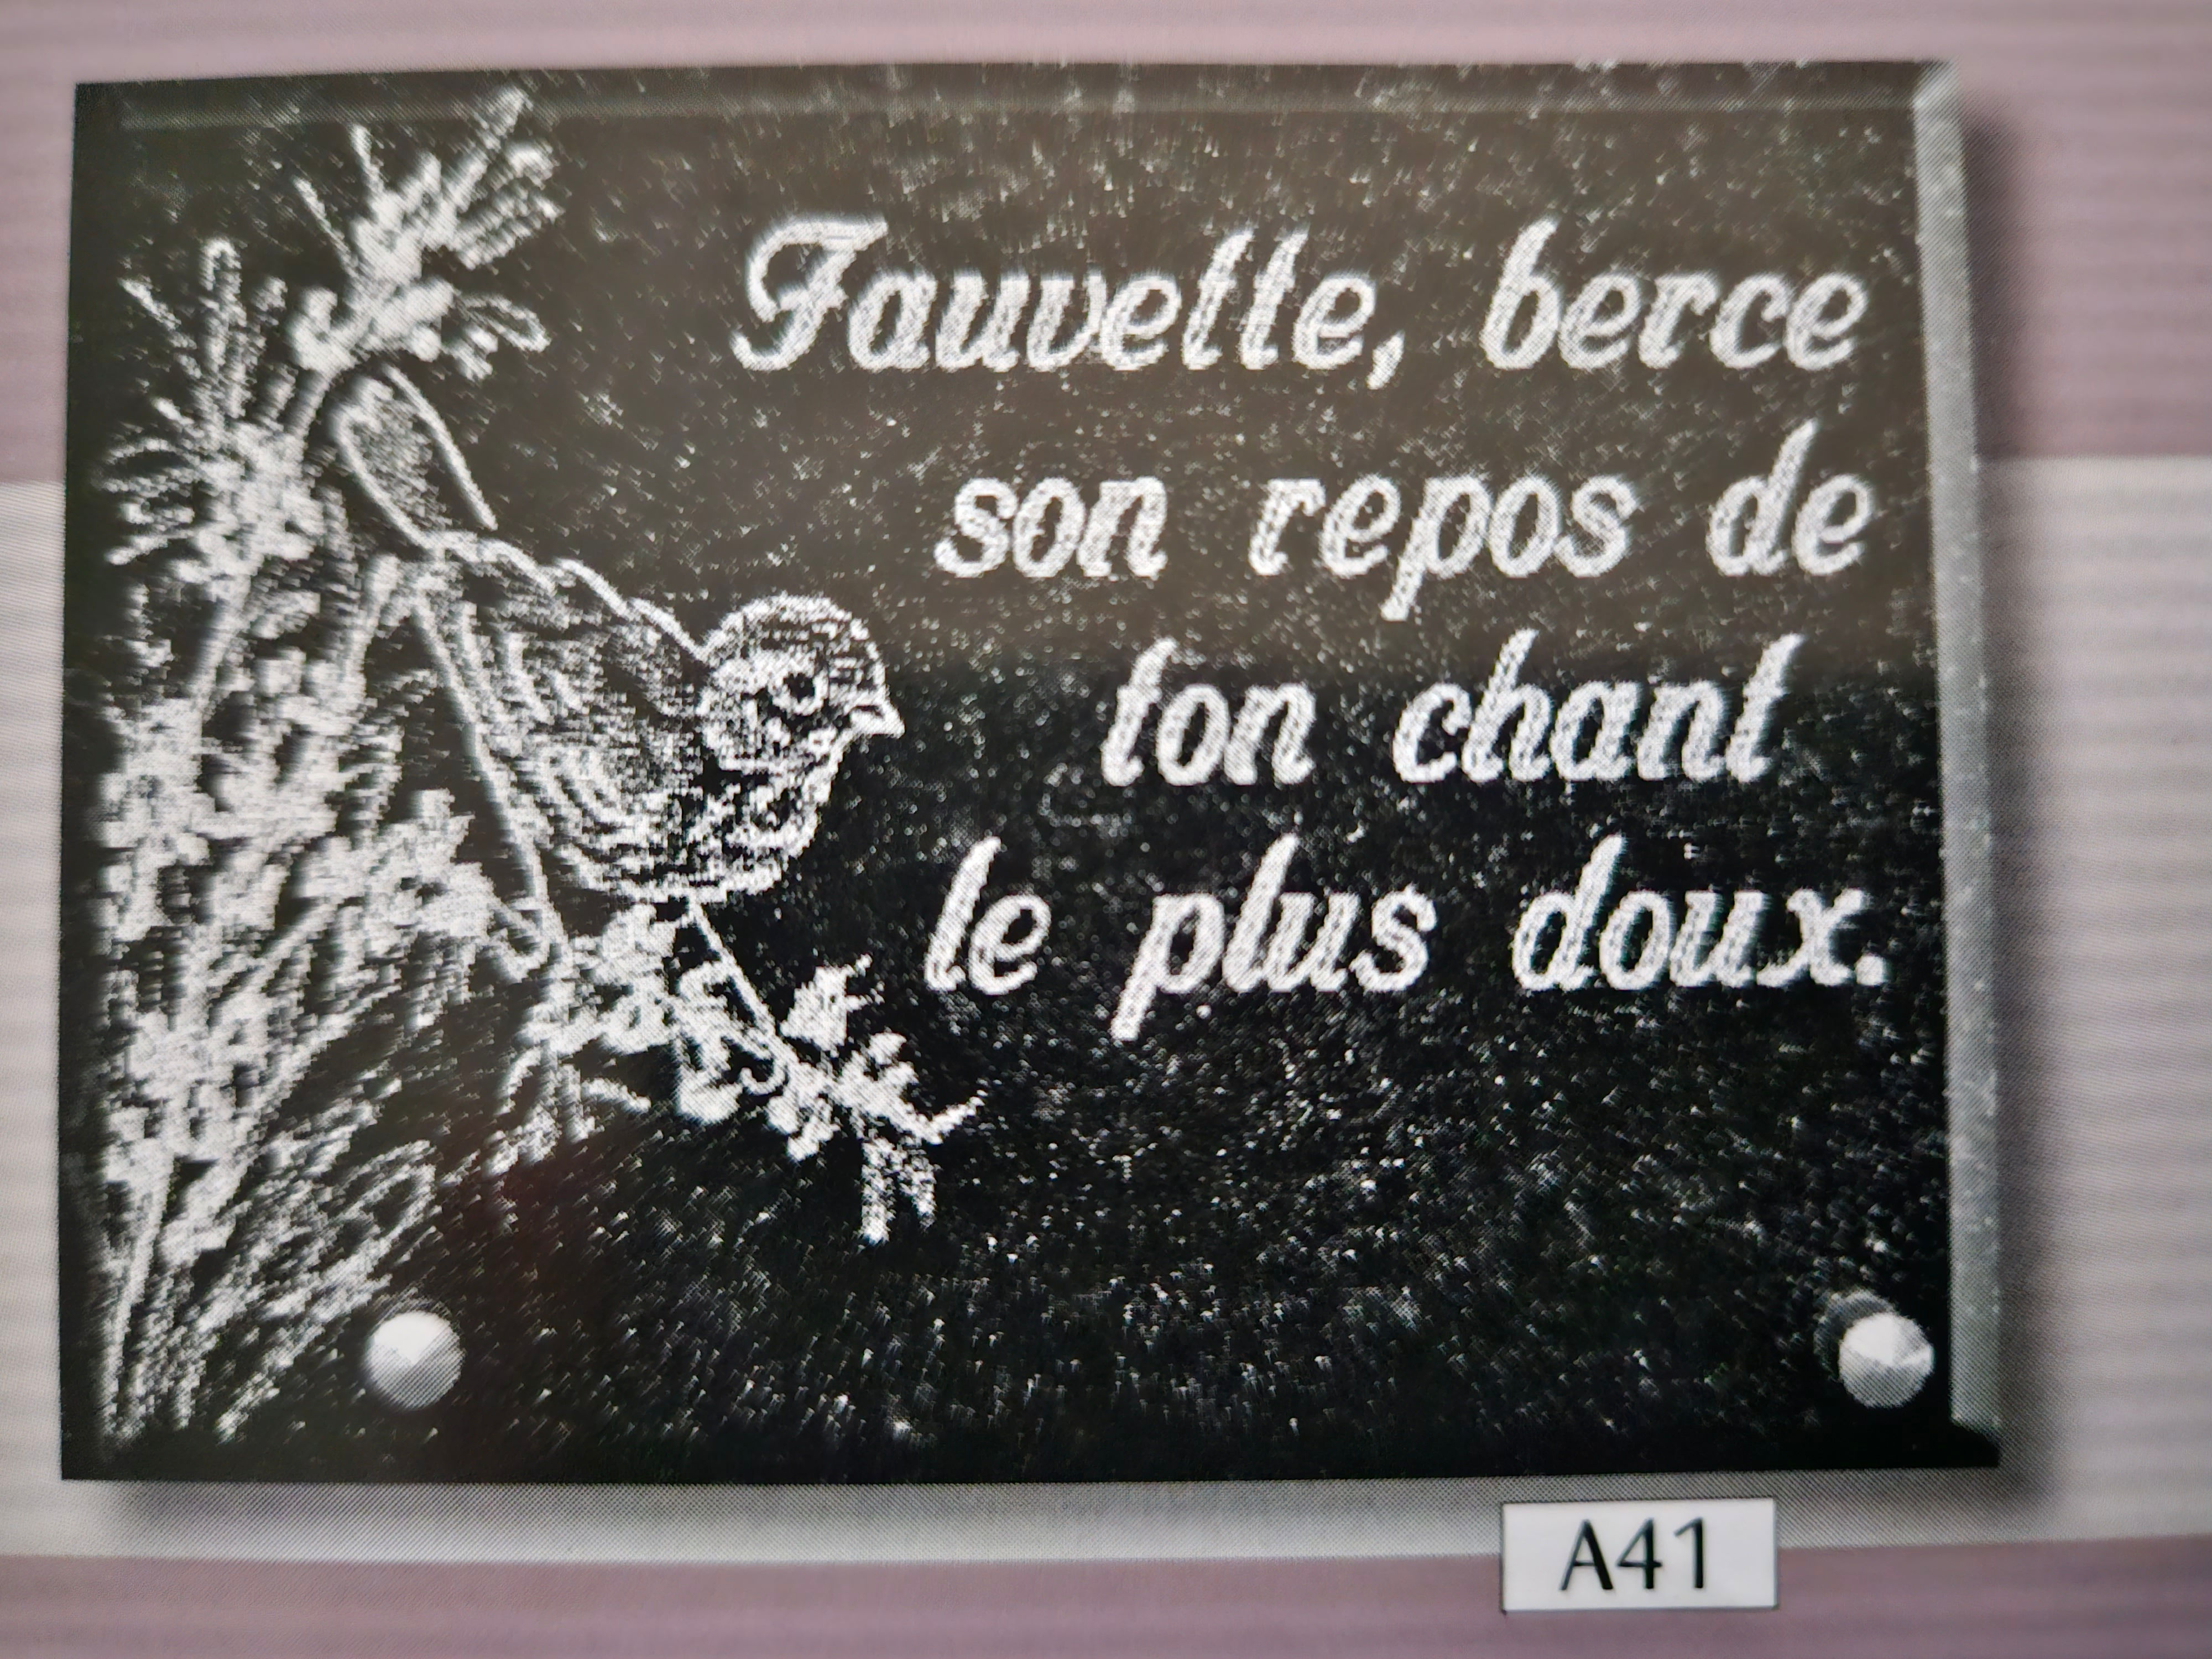 Fauvette, berce
son repos de
ton chant
le plus doux.
A41